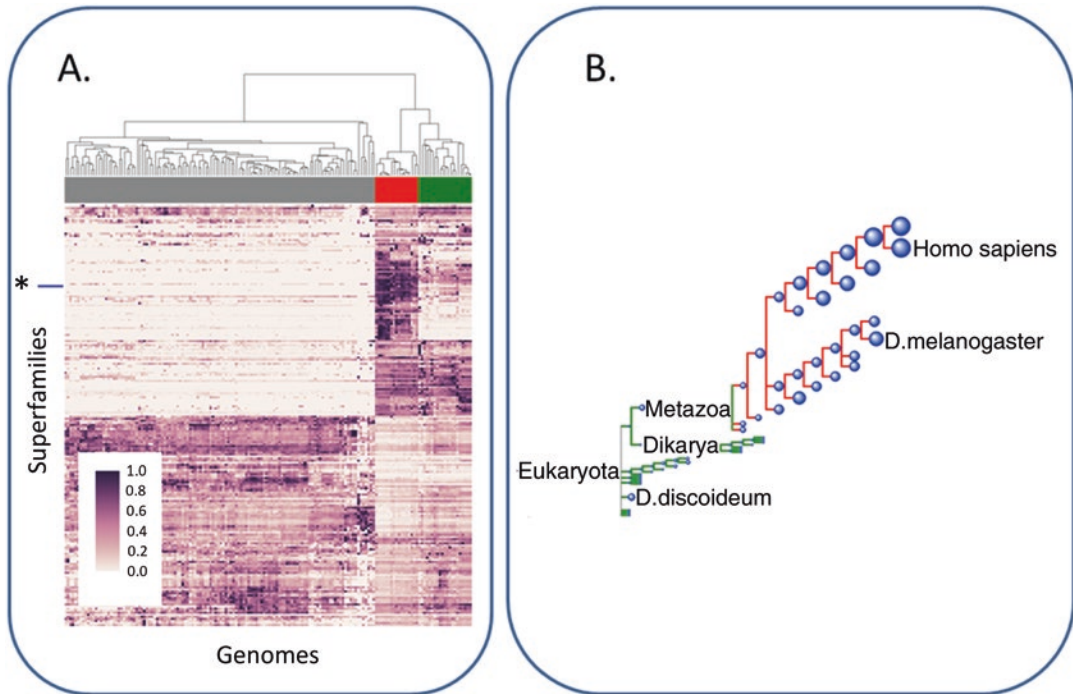 A.
*
Superfamilies
1.0
0.8
0.6
0.4
0.2
0.0
Genomes
B.
Homo sapiens
D.melanogaster
Metazoa
Dikarya
Eukaryota
D.discoideum